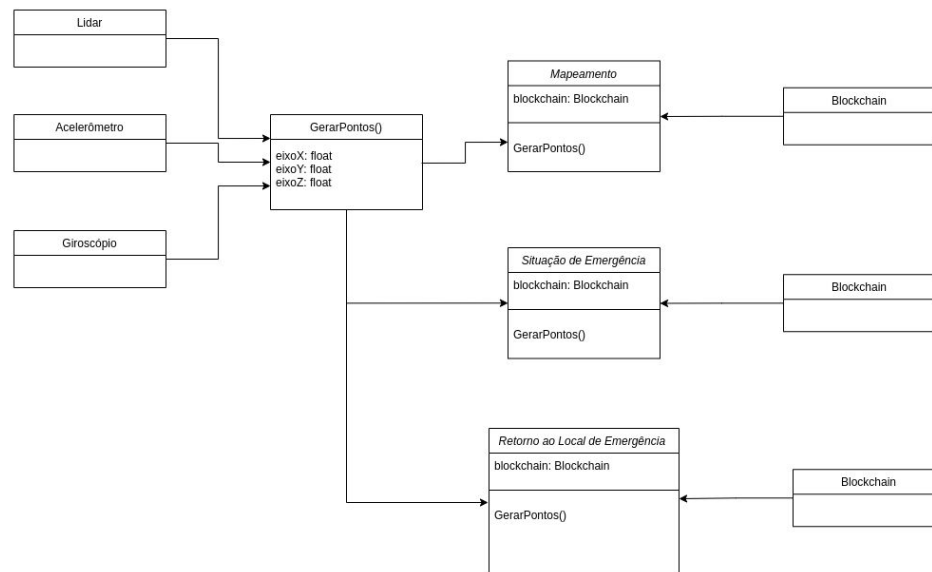 Lidar
Acelerômetro
Giroscópio
GerarPontos()
eixoX: float
eixoY: float
eixoZ: float
Mapeamento
blockchain: Blockchain
GerarPontos()
Blockchain
Situação de Emergência
blockchain: Blockchain
GerarPontos()
Blockchain
Retorno ao Local de Emergência
blockchain: Blockchain
GerarPontos()
Blockchain